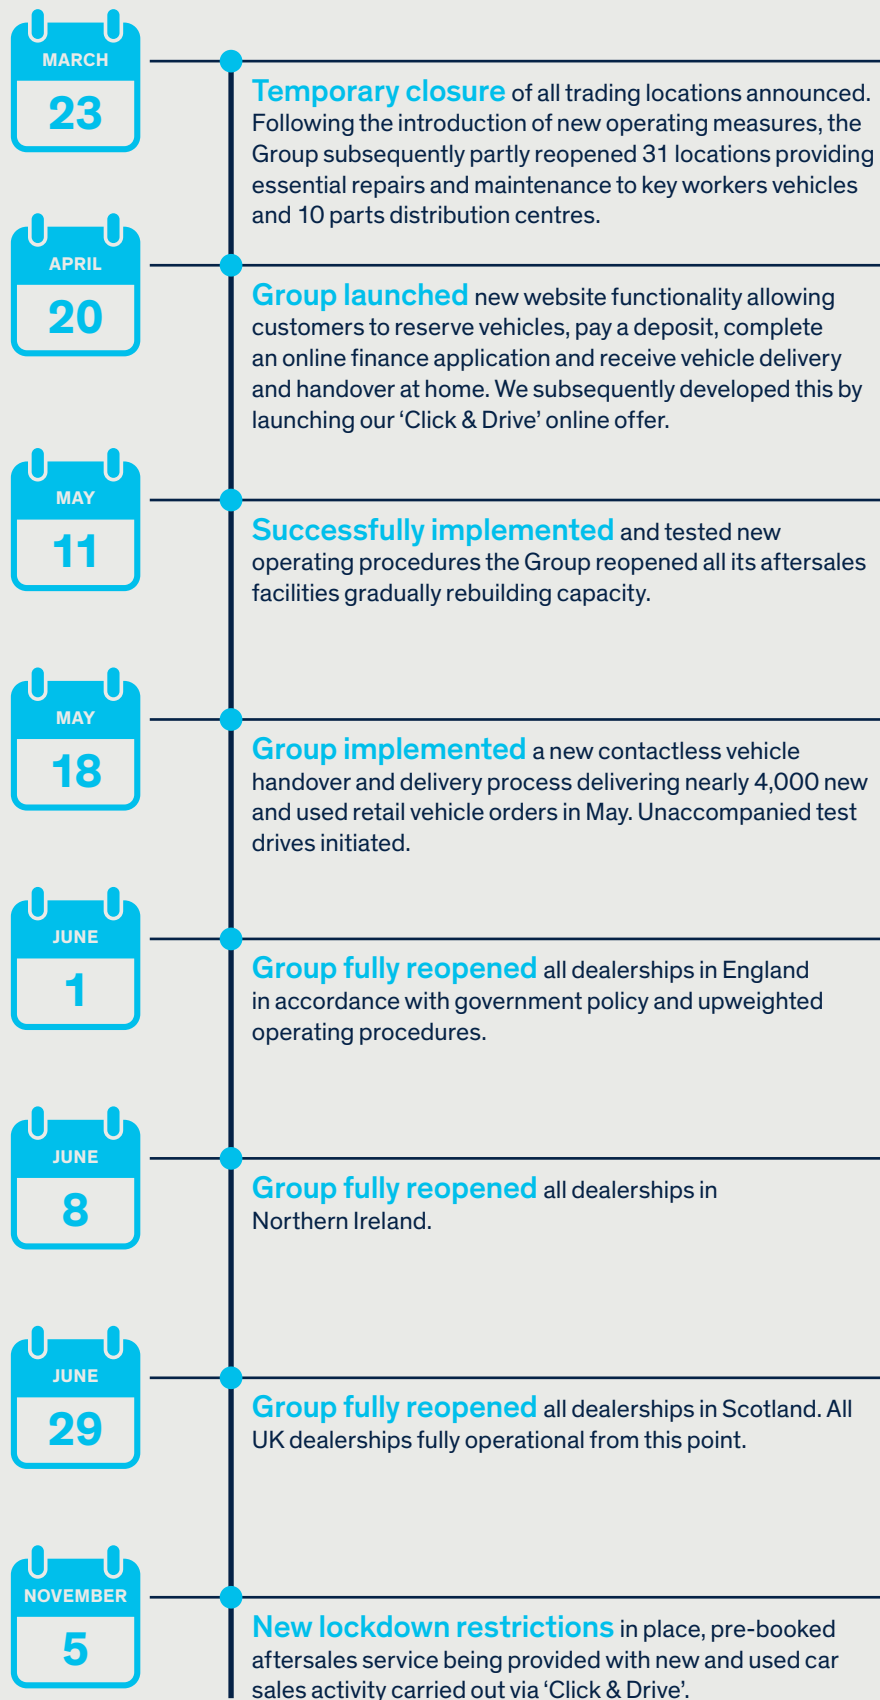 MARCH
23
Temporary closure of all trading locations announced.
Following the introduction of new operating measures, the
Group subsequently partly reopened 31 locations providing
essential repairs and maintenance to key workers vehicles
and 10 parts distribution centres.
APRIL
20
Group launched new website functionality allowing
customers to reserve vehicles, pay a deposit, complete
an online finance application and receive vehicle delivery
and handover at home. We subsequently developed this by
launching our ‘Click & Drive’ online offer.
MAY
11
Successfully implemented and tested new
operating procedures the Group reopened all its aftersales
facilities gradually rebuilding capacity.
MAY
18
Group implemented a new contactless vehicle
handover and delivery process delivering nearly 4,000 new
and used retail vehicle orders in May. Unaccompanied test
drives initiated.
JUNE
1
Group fully reopened all dealerships in England
in accordance with government policy and upweighted
operating procedures.
JUNE
8
Group fully reopened all dealerships in
Northern Ireland.
JUNE
29
Group fully reopened all dealerships in Scotland. All
UK dealerships fully operational from this point.
NOVEMBER
5
New lockdown restrictions in place, pre-booked
aftersales service being provided with new and used car
sales activity carried out via ‘Click & Drive’.